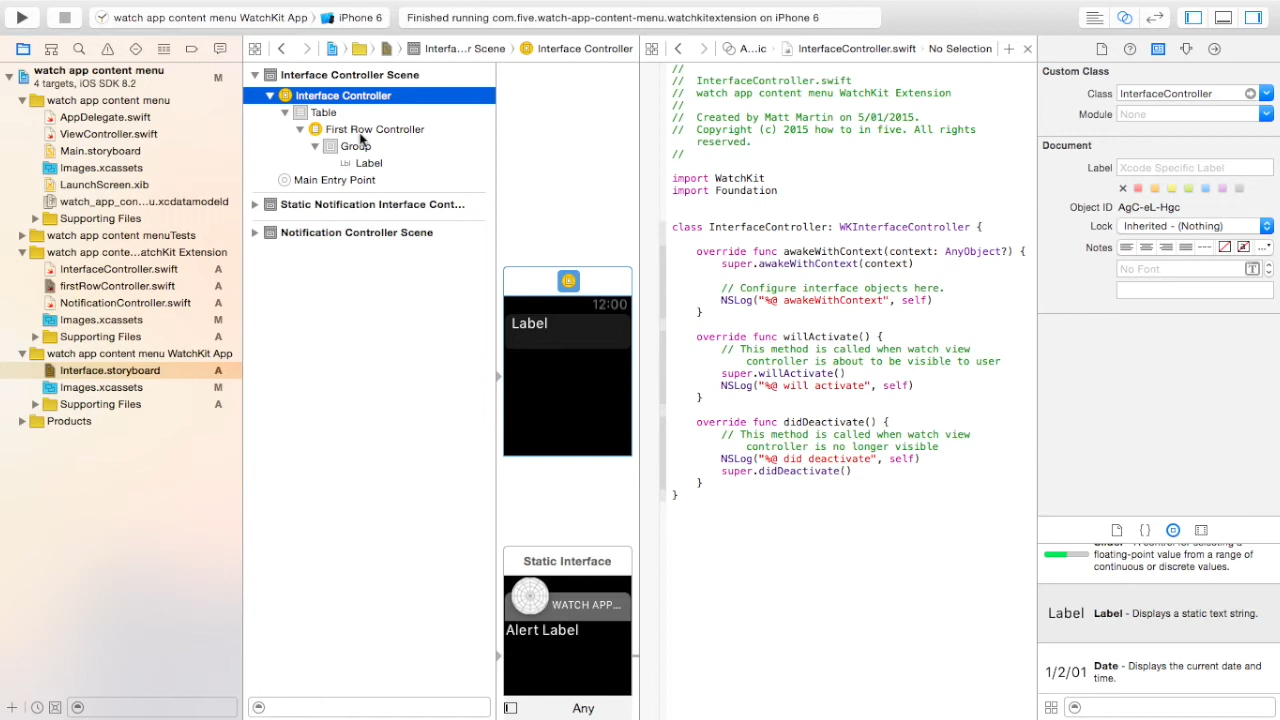 watch app content menu WatchKit App
iPhone 6
Finished running com.five.watch-app-content-menu.watchkitextension on iPhone 6
Interfa...r Scene
Interface Controller
A...ic
InterfaceController.swift
No Selection
watch app content menu
M
4 targets, iOS SDK 8.2
watch app content menu
AppDelegate.swift
ViewController.swift
Main.storyboard
Images.xcassets
LaunchScreen.xib
watch_app_con...u.xcdatamodeld
Supporting Files
watch app content menuTests
watch app conte...atchKit Extension
InterfaceController.swift A
firstRowController.swift A
NotificationController.swift A
Images.xcassets M
Supporting Files A
watch app content menu WatchKit App
Interface.storyboard A
Images.xcassets M
Supporting Files A
Products
Interface Controller Scene
Interface Controller
Table
First Row Controller
Group
Lbl Label
Main Entry Point
Static Notification Interface Cont...
Notification Controller Scene
12:00
Label
Static Interface
WATCH APP...
Alert Label
Any
//
// InterfaceController.swift
// watch app content menu WatchKit Extension
//
// Created by Matt Martin on 5/01/2015.
// Copyright (c) 2015 how to in five. All rights
reserved.
//
import WatchKit
import Foundation
class InterfaceController: WKInterfaceController {
override func awakeWithContext(context: AnyObject?) {
super.awakeWithContext(context)
// Configure interface objects here.
NSLog("%@ awakeWithContext", self)
}
override func willActivate() {
// This method is called when watch view
controller is about to be visible to user
super.willActivate()
NSLog("%@ will activate", self)
}
override func didDeactivate() {
// This method is called when watch view
controller is no longer visible
NSLog("%@ did deactivate", self)
super.didDeactivate()
}
}
Custom Class
Class InterfaceController
Module None
Document
Label Xcode Specific Label
Object ID AgC-eL-Hgc
Lock Inherited - (Nothing)
Notes
No Font
floating-point value from a range of
continuous or discrete values.
Label Label - Displays a static text string.
1/2/01 Date - Displays the current date and
time.